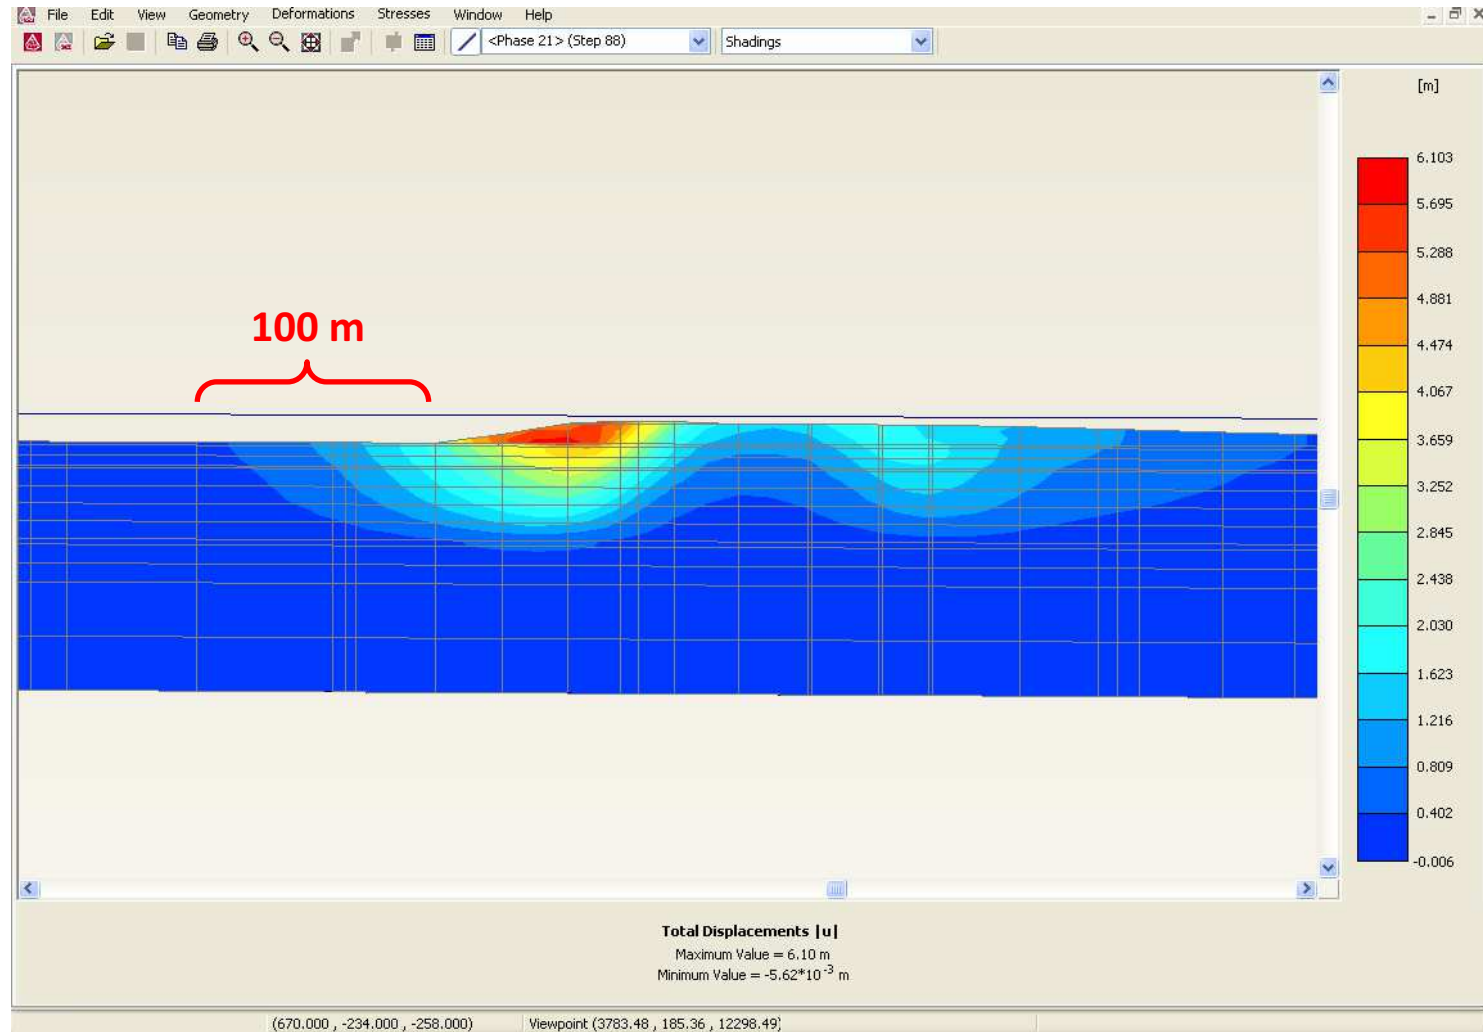 File Edit View Geometry Deformations Stresses Window Help
<Phase 21> (Step 88) Shadings
[m]
6.103
5.695
5.288
4.881
4.474
4.067
3.659
3.252
2.845
2.438
2.030
1.623
1.216
0.809
0.402
-0.006
100 m
Total Displacements |u|
Maximum Value = 6.10 m
Minimum Value = -5.62*10⁻³ m
(670.000 , -234.000 , -258.000) Viewpoint (3783.48 , 185.36 , 12298.49)